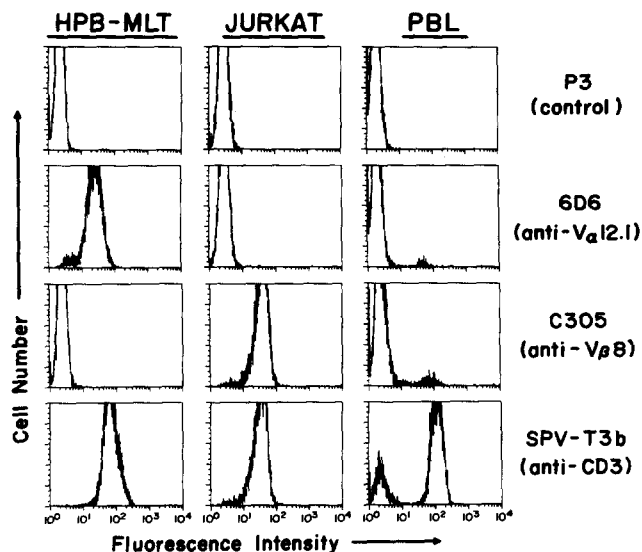 HPB-MLT JURKAT PBL
P3
(control)
6D6
(anti-Vα12.1)
C305
(anti-Vβ8)
SPV-T3b
(anti-CD3)
Cell Number
10⁰ 10¹ 10² 10³ 10⁴ 10⁰ 10¹ 10² 10³ 10⁴ 10⁰ 10¹ 10² 10³ 10⁴
Fluorescence Intensity